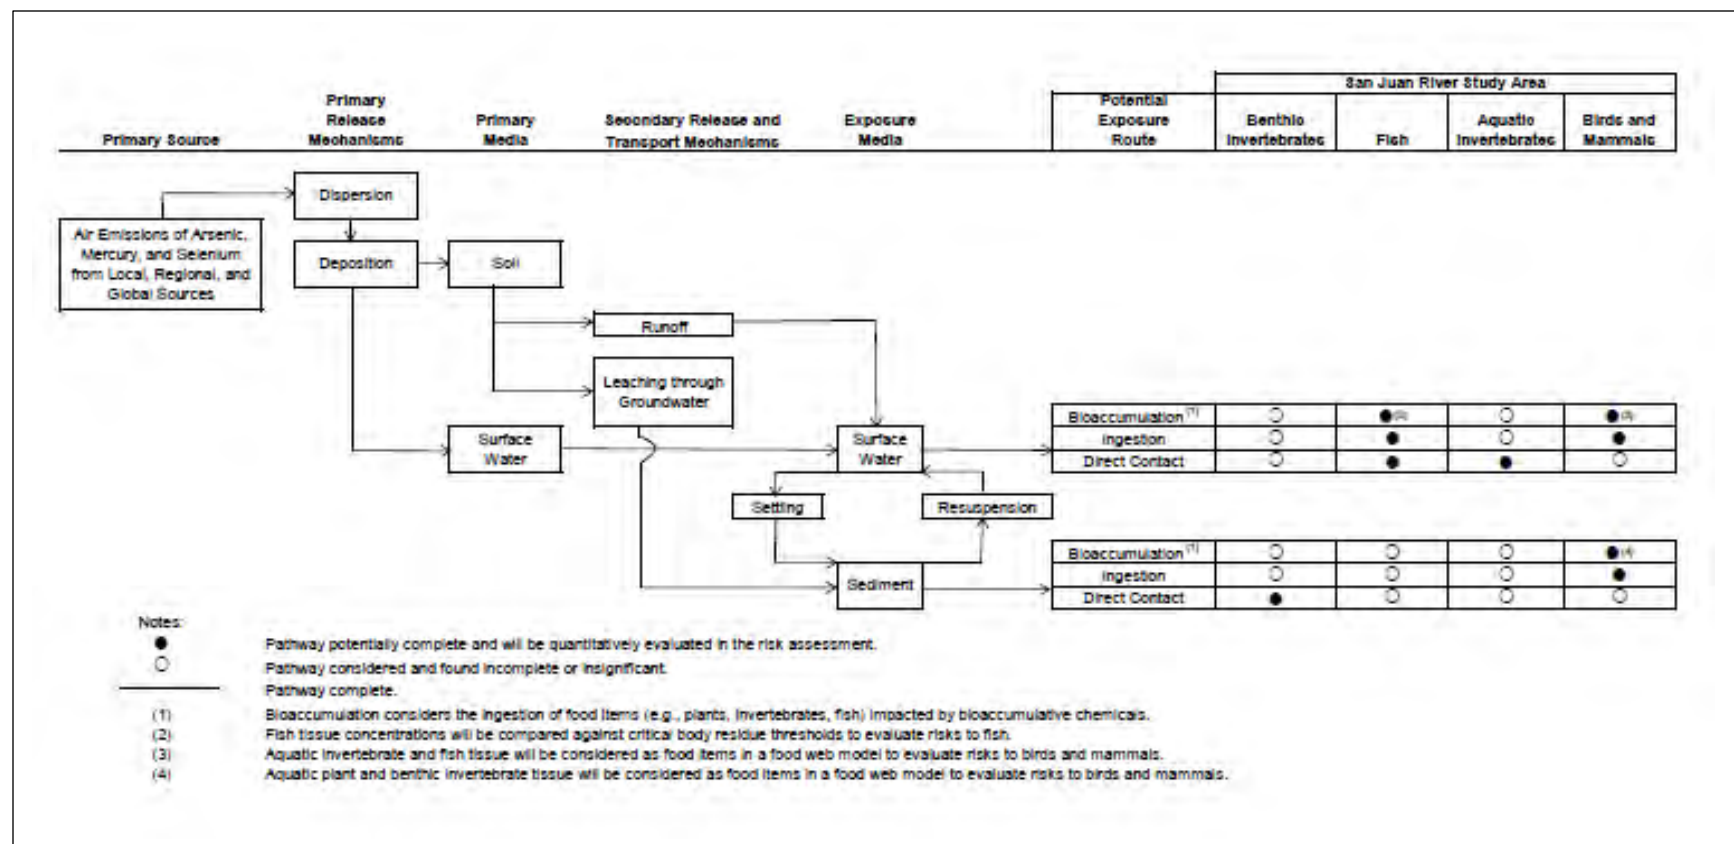 San Juan River Study Area
Primary Source
Primary
Release
Mechanisms
Primary
Media
Secondary Release and
Transport Mechanisms
Exposure
Media
Potential
Exposure
Route
Benthic
Invertebrates
Fish
Aquatic
Invertebrates
Birds and
Mammals
Dispersion
Air Emissions of Arsenic,
Mercury, and Selenium
from Local, Regional, and
Global Sources
Deposition
Soil
Runoff
Leaching through
Groundwater
Surface
Water
Surface
Water
Bioaccumulation (1)
Ingestion
Direct Contact
(3)
Settling
Resuspension
Sediment
Bioaccumulation (1)
(4)
Ingestion
Direct Contact
Notes:
Pathway potentially complete and will be quantitatively evaluated in the risk assessment.
Pathway considered and found incomplete or insignificant.
Pathway complete.
(1) Bioaccumulation considers the ingestion of food items (e.g., plants, invertebrates, fish) impacted by bioaccumulative chemicals.
(2) Fish tissue concentrations will be compared against critical body residue thresholds to evaluate risks to fish.
(3) Aquatic invertebrate and fish tissue will be considered as food items in a food web model to evaluate risks to birds and mammals.
(4) Aquatic plant and benthic invertebrate tissue will be considered as food items in a food web model to evaluate risks to birds and mammals.